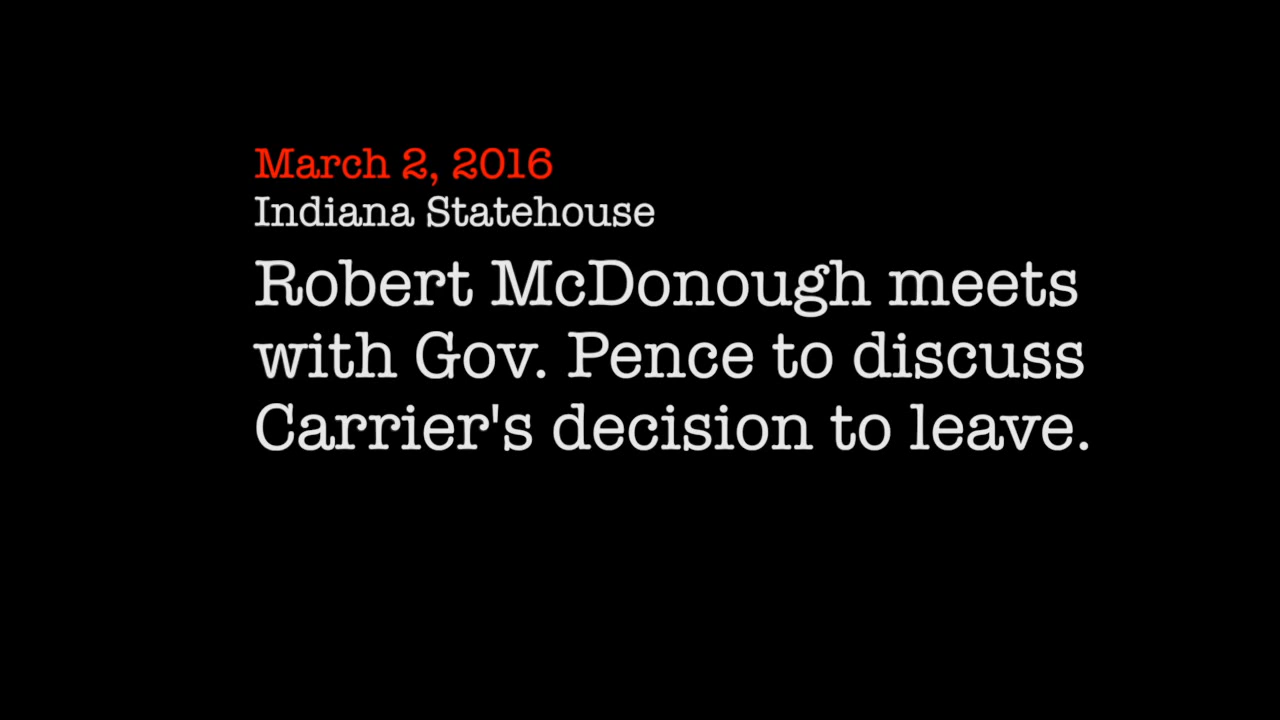 March 2, 2016
Indiana Statehouse
Robert McDonough meets
with Gov. Pence to discuss
Carrier's decision to leave.